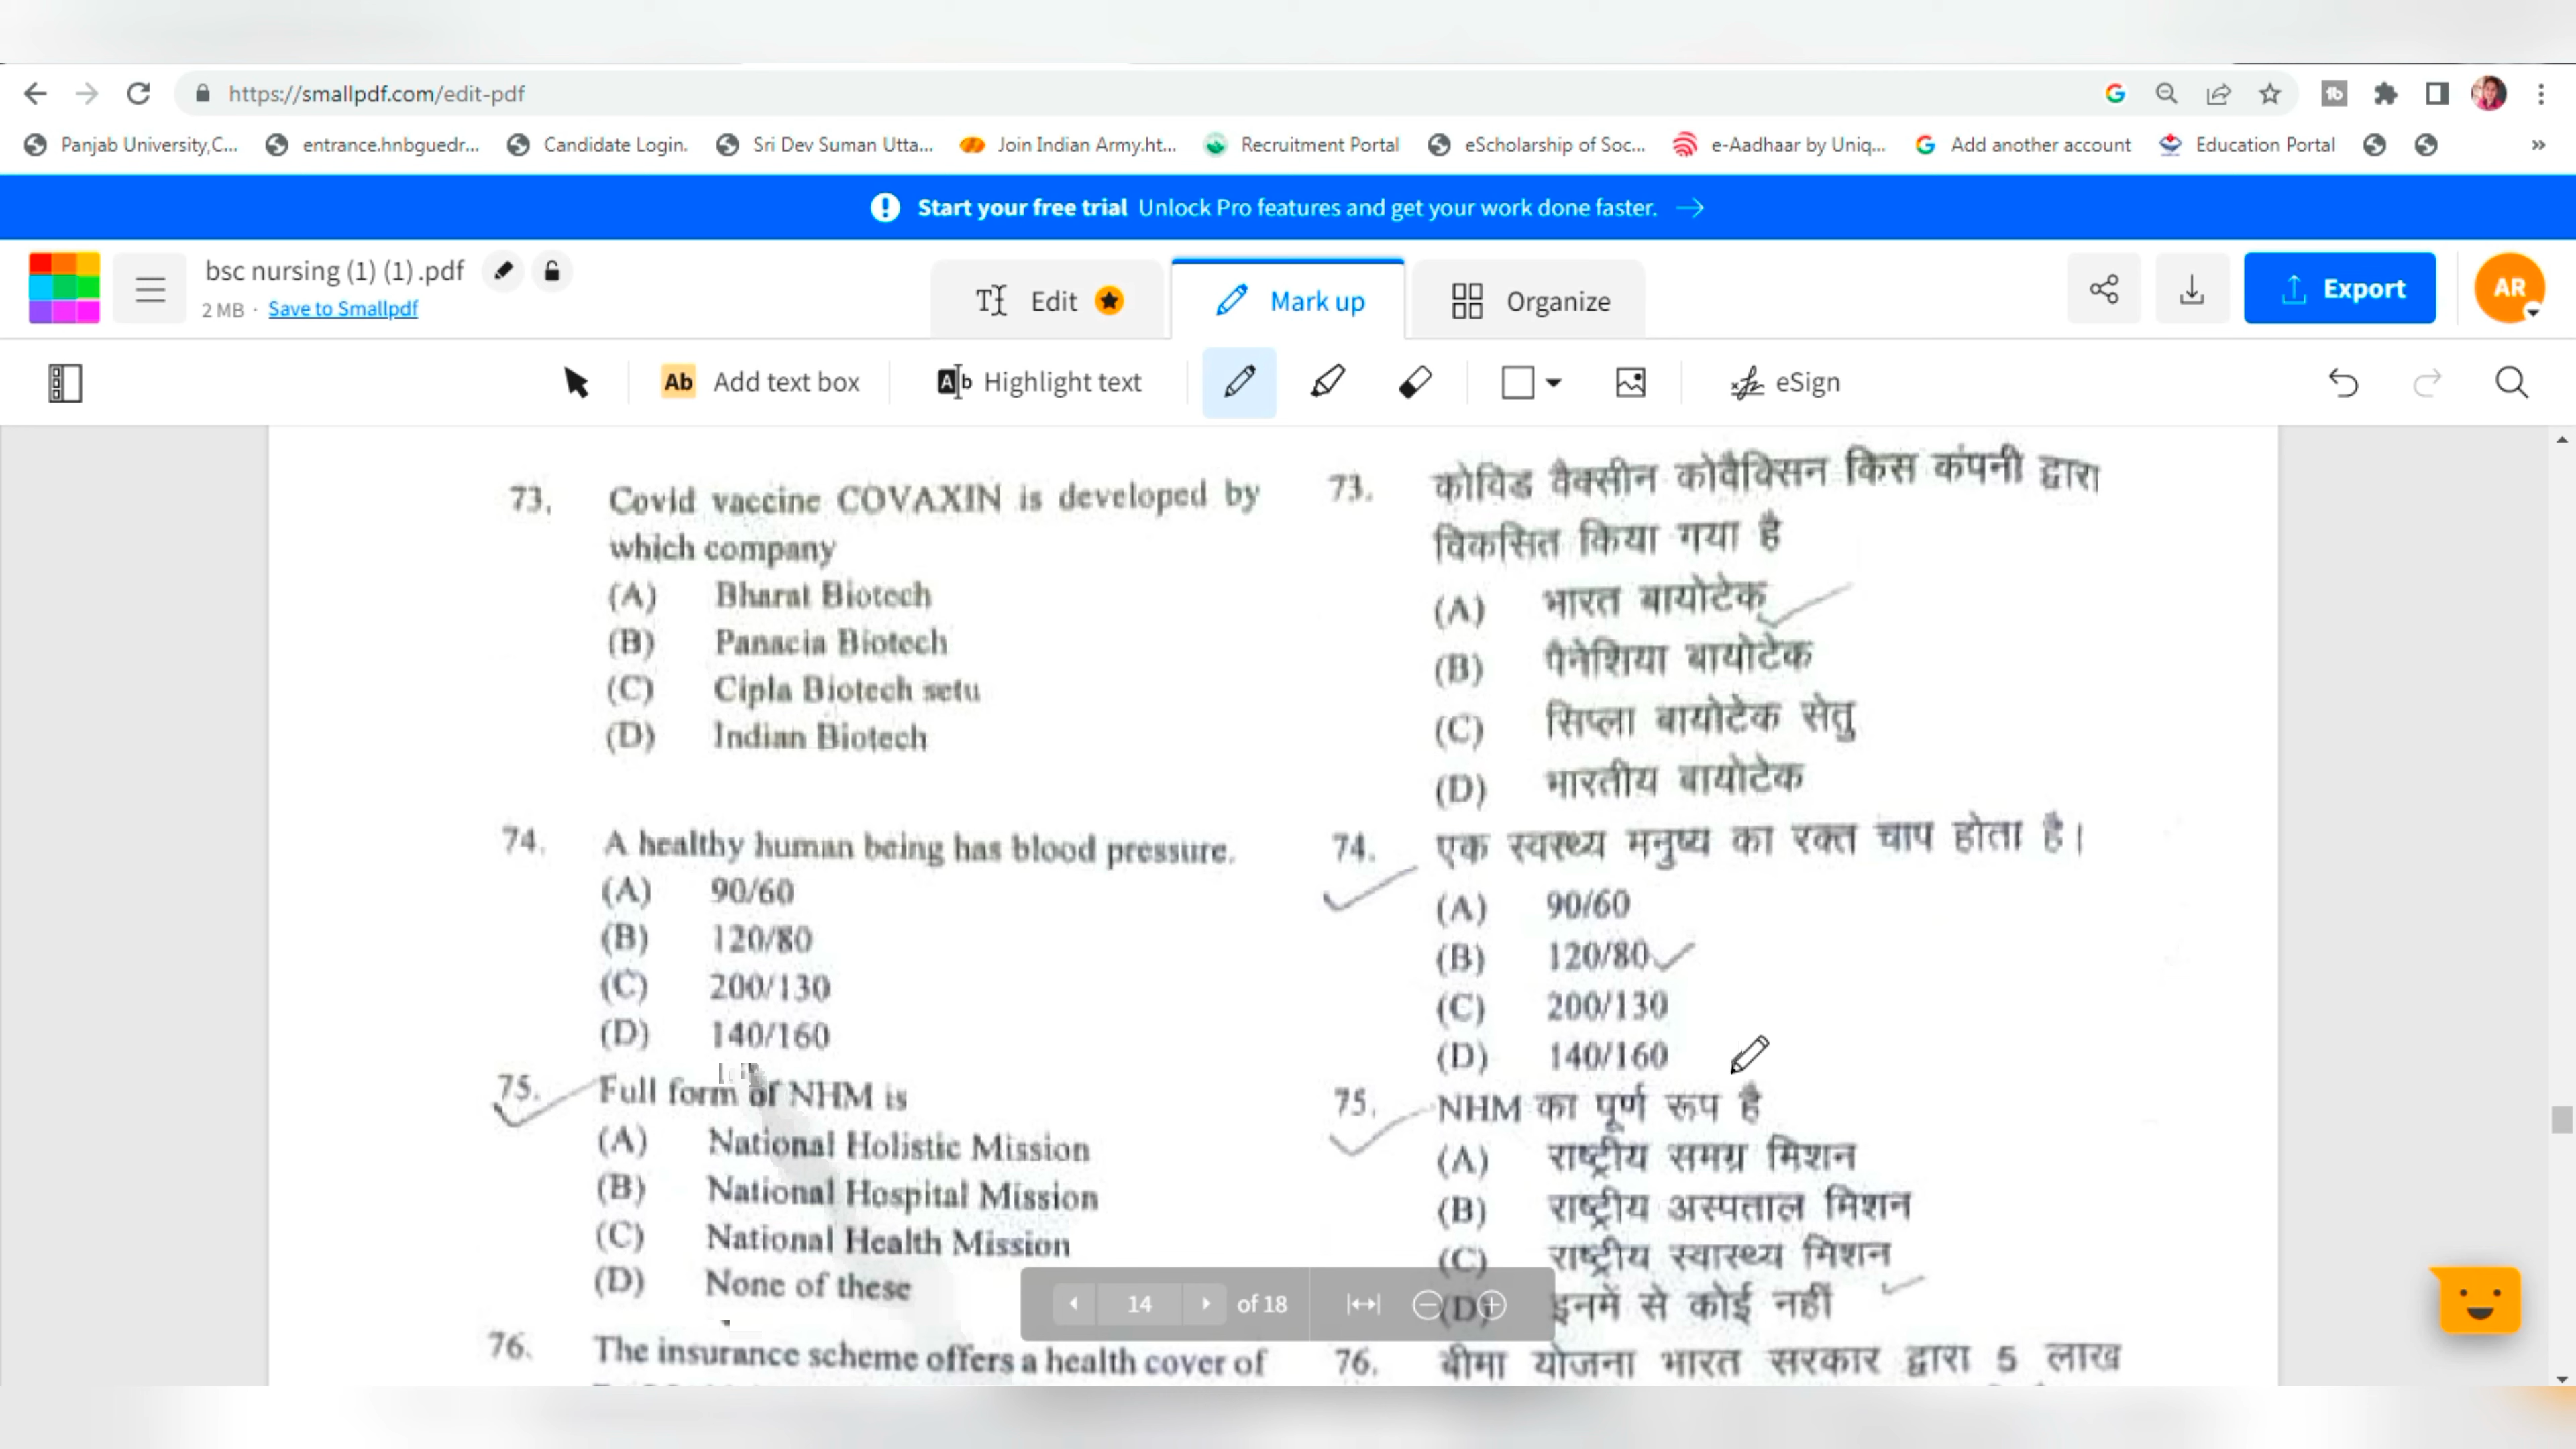 https://smallpdf.com/edit-pdf
Panjab University,C... entrance.hnbguedr... Candidate Login. Sri Dev Suman Utta... Join Indian Army.ht... Recruitment Portal eScholarship of Soc... e-Aadhaar by Uniq... Add another account Education Portal »
Start your free trial Unlock Pro features and get your work done faster. →
bsc nursing (1) (1).pdf
2 MB · Save to Smallpdf
Edit Mark up Organize Export AR
Ab Add text box Highlight text eSign
73. Covid vaccine COVAXIN is developed by
which company
(A) Bharat Biotech
(B) Panacia Biotech
(C) Cipla Biotech setu
(D) Indian Biotech
74. A healthy human being has blood pressure.
(A) 90/60
(B) 120/80
(C) 200/130
(D) 140/160
75. Full form of NHM is
(A) National Holistic Mission
(B) National Hospital Mission
(C) National Health Mission
(D) None of these
76. The insurance scheme offers a health cover of
73. कोविड वैक्सीन कोवैक्सिन किस कंपनी द्वारा
विकसित किया गया है
(A) भारत बायोटेक
(B) पैनेशिया बायोटेक
(C) सिप्ला बायोटेक सेतु
(D) भारतीय बायोटेक
74. एक स्वस्थ्य मनुष्य का रक्त चाप होता है।
(A) 90/60
(B) 120/80
(C) 200/130
(D) 140/160
75. NHM का पूर्ण रूप है
(A) राष्ट्रीय समग्र मिशन
(B) राष्ट्रीय अस्पताल मिशन
(C) राष्ट्रीय स्वास्थ्य मिशन
(D) इनमें से कोई नहीं
76. बीमा योजना भारत सरकार द्वारा 5 लाख
14 of 18